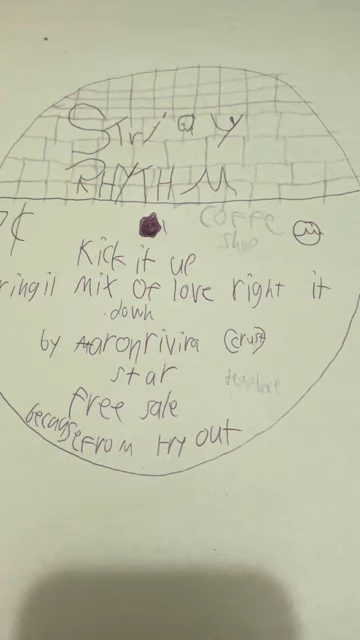 Striqy
RHYTHM
¢
coffe
shop
Kick it up
ringil mix of love right it
down
by Aaronrivira (crust)
star
free sale
because from try out